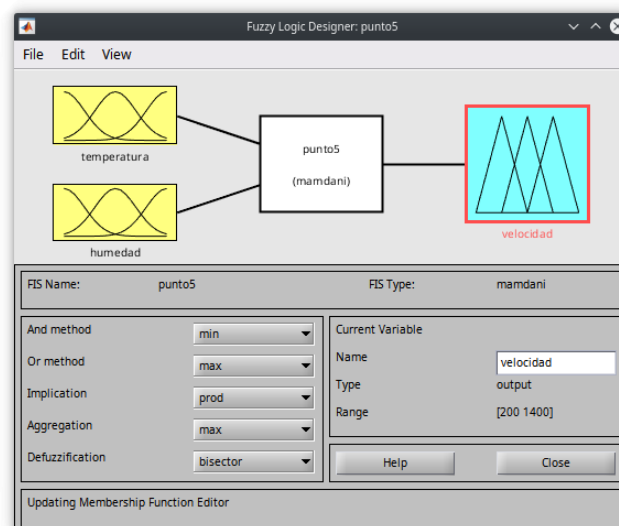 Fuzzy Logic Designer: punto5
File Edit View
temperatura
humedad
punto5
(mamdani)
velocidad
FIS Name: punto5 FIS Type: mamdani
And method min
Or method max
Implication prod
Aggregation max
Defuzzification bisector
Current Variable
Name velocidad
Type output
Range [200 1400]
Help Close
Updating Membership Function Editor